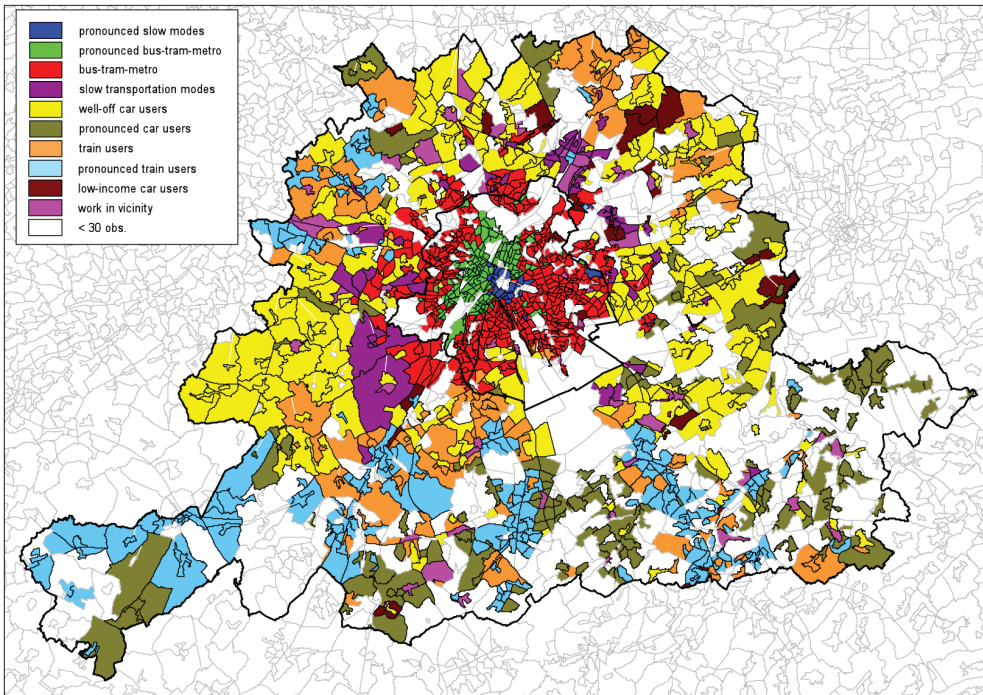 pronounced slow modes
pronounced bus-tram-metro
bus-tram-metro
slow transportation modes
well-off car users
pronounced car users
train users
pronounced train users
low-income car users
work in vicinity
< 30 obs.